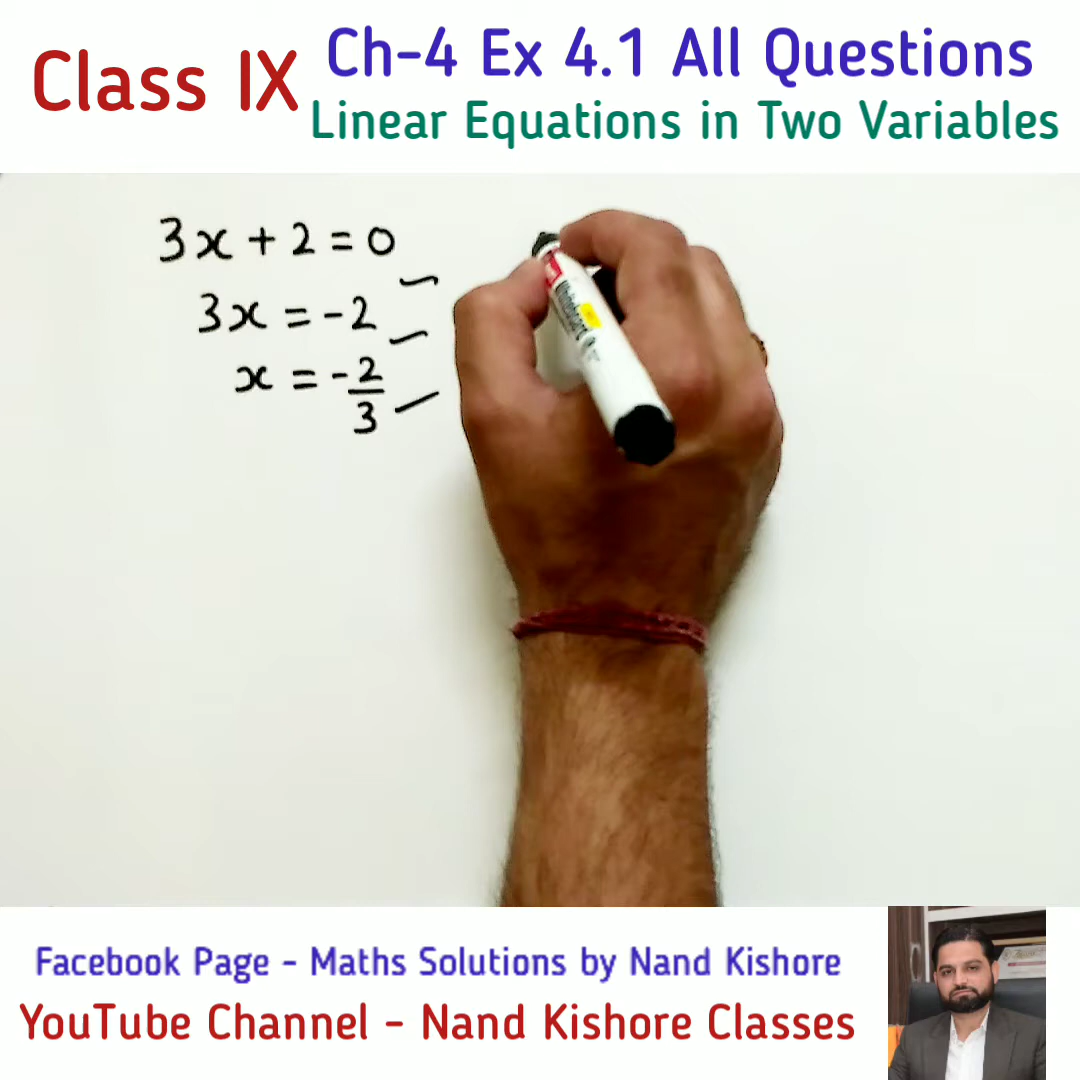 Class IX
Ch-4 Ex 4.1 All Questions
Linear Equations in Two Variables
3x + 2 = 0
3x = -2
x = -2/3
Facebook Page - Maths Solutions by Nand Kishore
YouTube Channel - Nand Kishore Classes